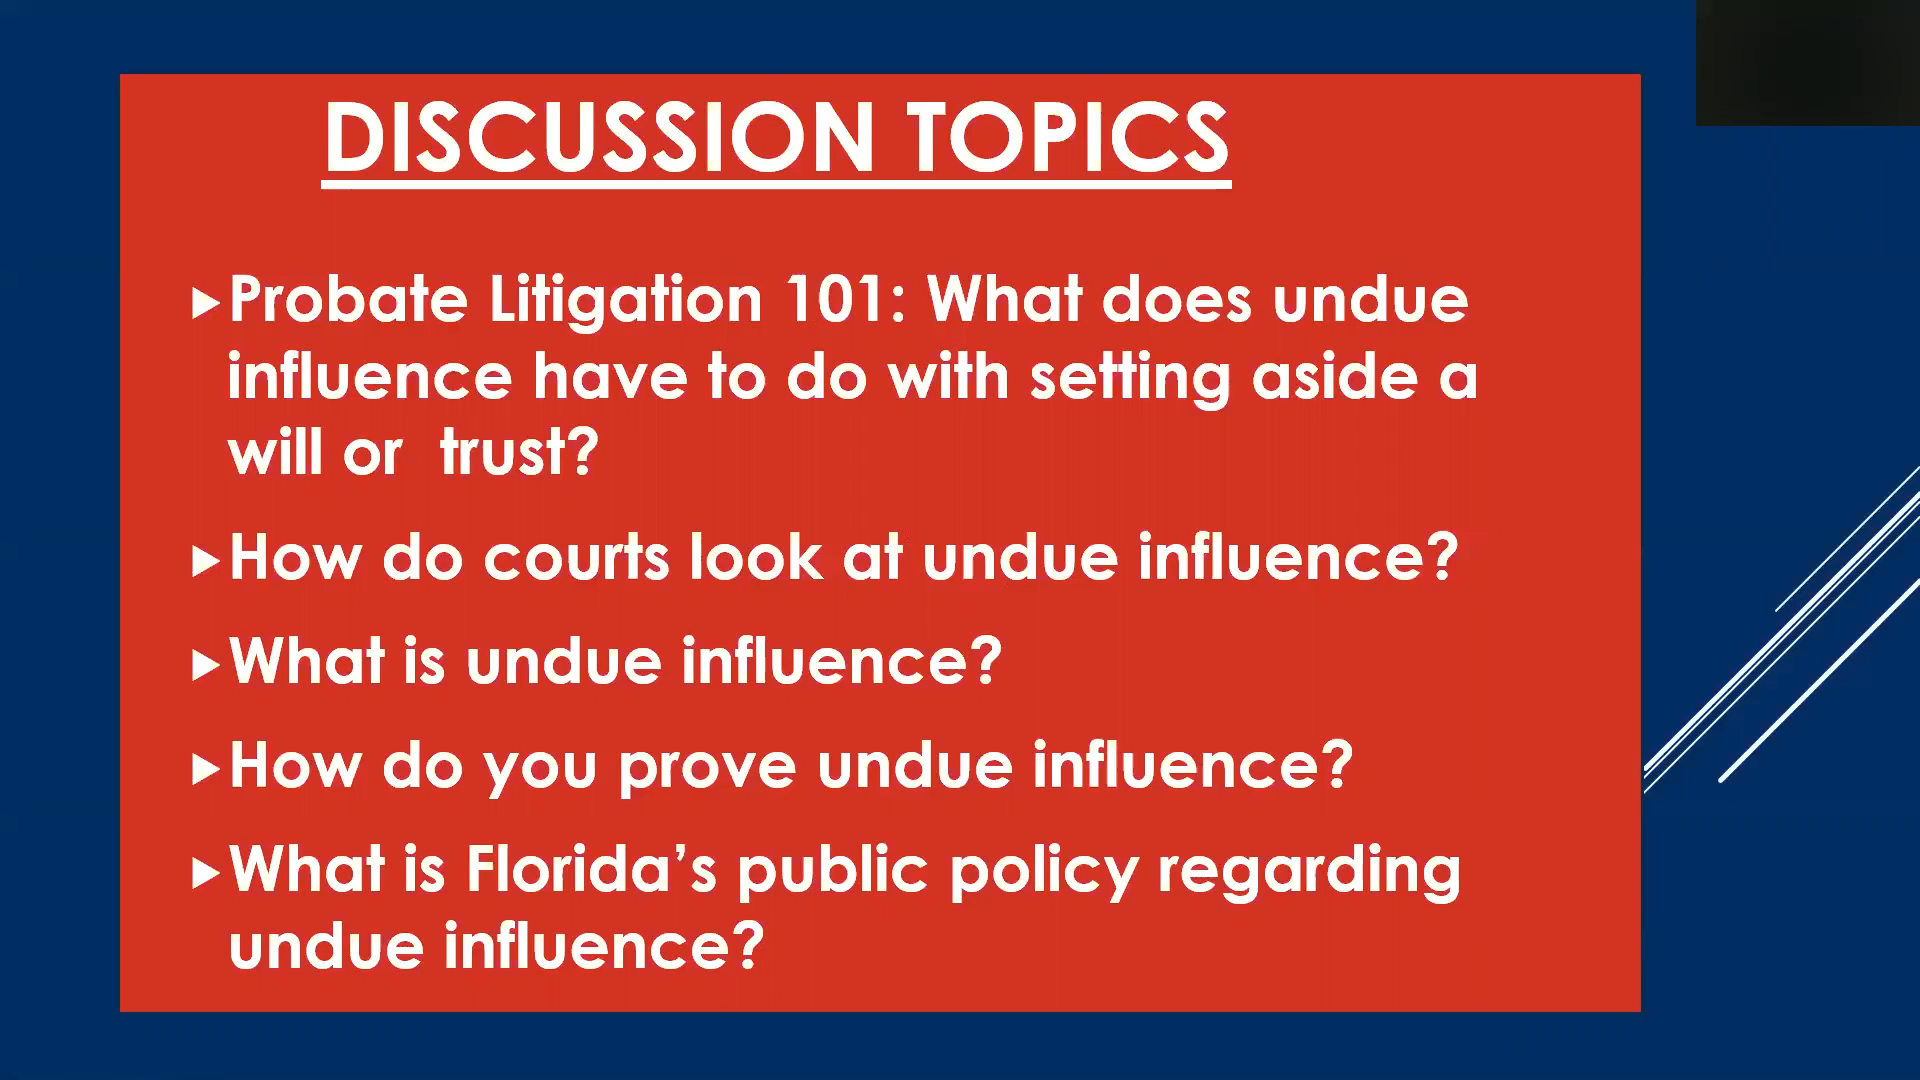 DISCUSSION TOPICS
▶Probate Litigation 101: What does undue
influence have to do with setting aside a
will or  trust?
▶How do courts look at undue influence?
▶What is undue influence?
▶How do you prove undue influence?
▶What is Florida’s public policy regarding
undue influence?